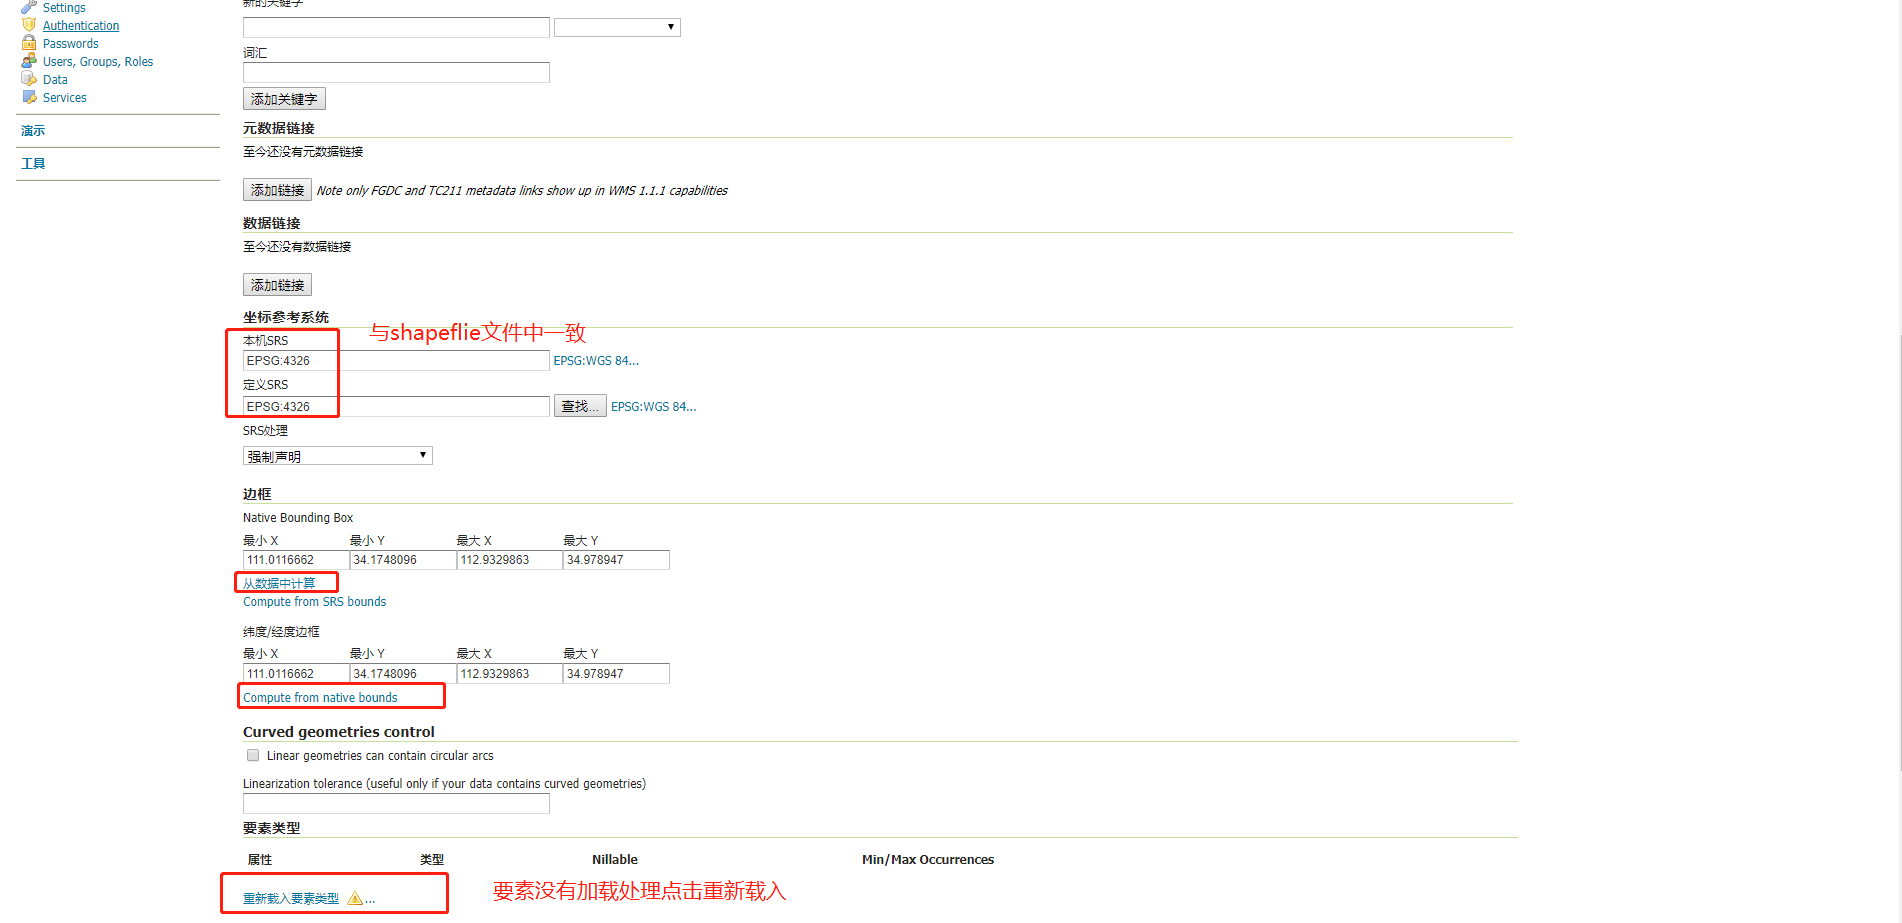 Settings
Authentication
Passwords
Users, Groups, Roles
Data
Services
演示
工具
新的关键字
词汇
添加关键字
元数据链接
至今还没有元数据链接
添加链接 Note only FGDC and TC211 metadata links show up in WMS 1.1.1 capabilities
数据链接
至今还没有数据链接
添加链接
坐标参考系统
与shapeflie文件中一致
本机SRS
EPSG:4326 EPSG:WGS 84...
定义SRS
EPSG:4326 查找... EPSG:WGS 84...
SRS处理
强制声明
边框
Native Bounding Box
最小 X 最小 Y 最大 X 最大 Y
111.0116662 34.1748096 112.9329863 34.978947
从数据中计算
Compute from SRS bounds
纬度/经度边框
最小 X 最小 Y 最大 X 最大 Y
111.0116662 34.1748096 112.9329863 34.978947
Compute from native bounds
Curved geometries control
Linear geometries can contain circular arcs
Linearization tolerance (useful only if your data contains curved geometries)
要素类型
属性 类型 Nillable Min/Max Occurrences
重新载入要素类型 ...
要素没有加载处理点击重新载入